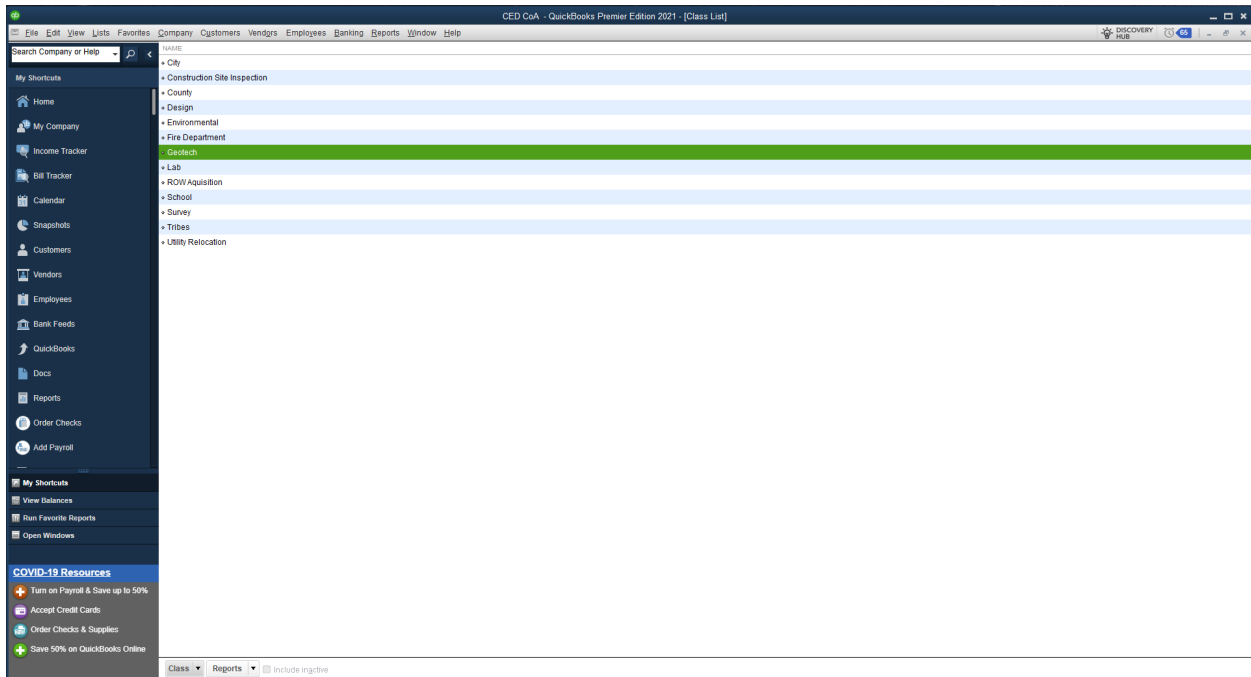 CED CoA - QuickBooks Premier Edition 2021 - [Class List]
File Edit View Lists Favorites Company Customers Vendors Employees Banking Reports Window Help
DISCOVERY HUB 65
Search Company or Help
My Shortcuts
Home
My Company
Income Tracker
Bill Tracker
Calendar
Snapshots
Customers
Vendors
Employees
Bank Feeds
QuickBooks
Docs
Reports
Order Checks
Add Payroll
My Shortcuts
View Balances
Run Favorite Reports
Open Windows
COVID-19 Resources
Turn on Payroll & Save up to 50%
Accept Credit Cards
Order Checks & Supplies
Save 50% on QuickBooks Online
NAME
City
Construction Site Inspection
County
Design
Environmental
Fire Department
Geotech
Lab
ROW Aquisition
School
Survey
Tribes
Utility Relocation
Class Reports Include inactive